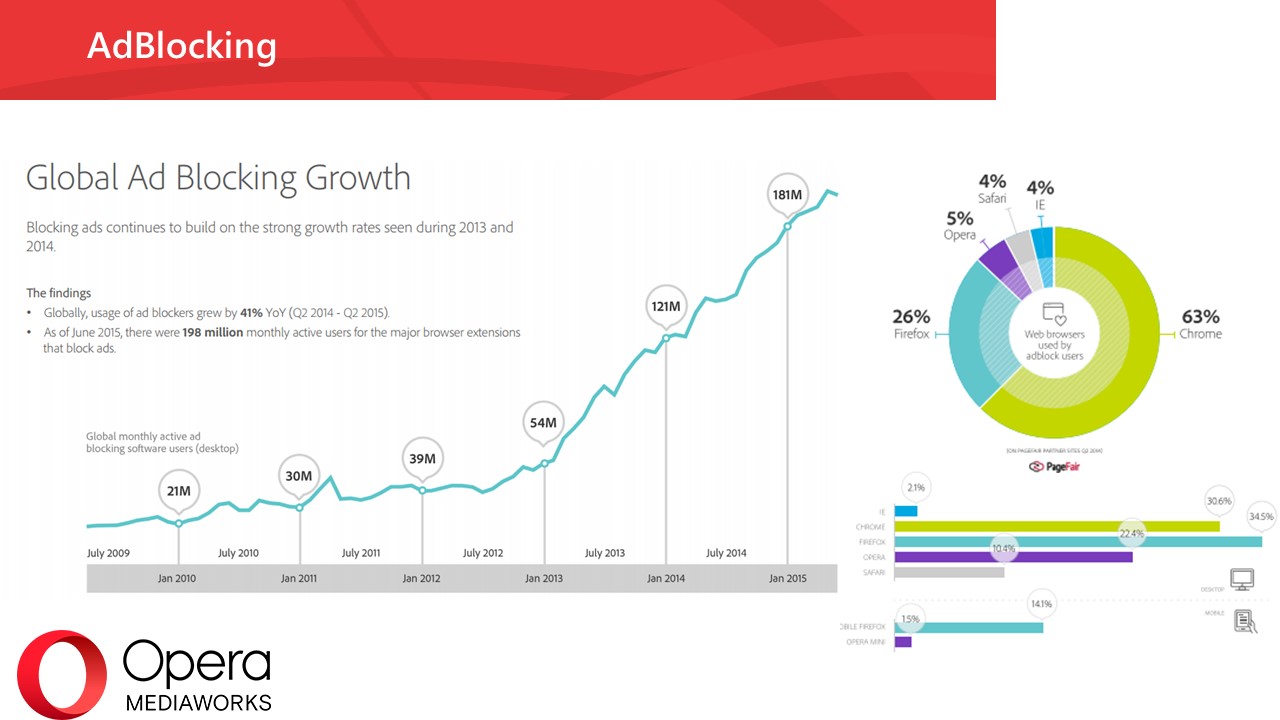 AdBlocking
Global Ad Blocking Growth
Blocking ads continues to build on the strong growth rates seen during 2013 and
2014.
The findings
• Globally, usage of ad blockers grew by 41% YoY (Q2 2014 - Q2 2015).
• As of June 2015, there were 198 million monthly active users for the major browser extensions
that block ads.
Global monthly active ad
blocking software users (desktop)
21M
30M
39M
54M
121M
181M
July 2009
July 2010
July 2011
July 2012
July 2013
July 2014
Jan 2010
Jan 2011
Jan 2012
Jan 2013
Jan 2014
Jan 2015
4%
Safari
4%
IE
5%
Opera
26%
Firefox
63%
Chrome
Web browsers
used by
adblock users
[ON PAGEFAIR PARTNER SITES Q2 2014]
PageFair
2.1%
IE
30.6%
CHROME
34.5%
FIREFOX
22.4%
OPERA
10.4%
SAFARI
DESKTOP
MOBILE
14.1%
OBILE FIREFOX
1.5%
OPERA MINI
Opera
MEDIAWORKS